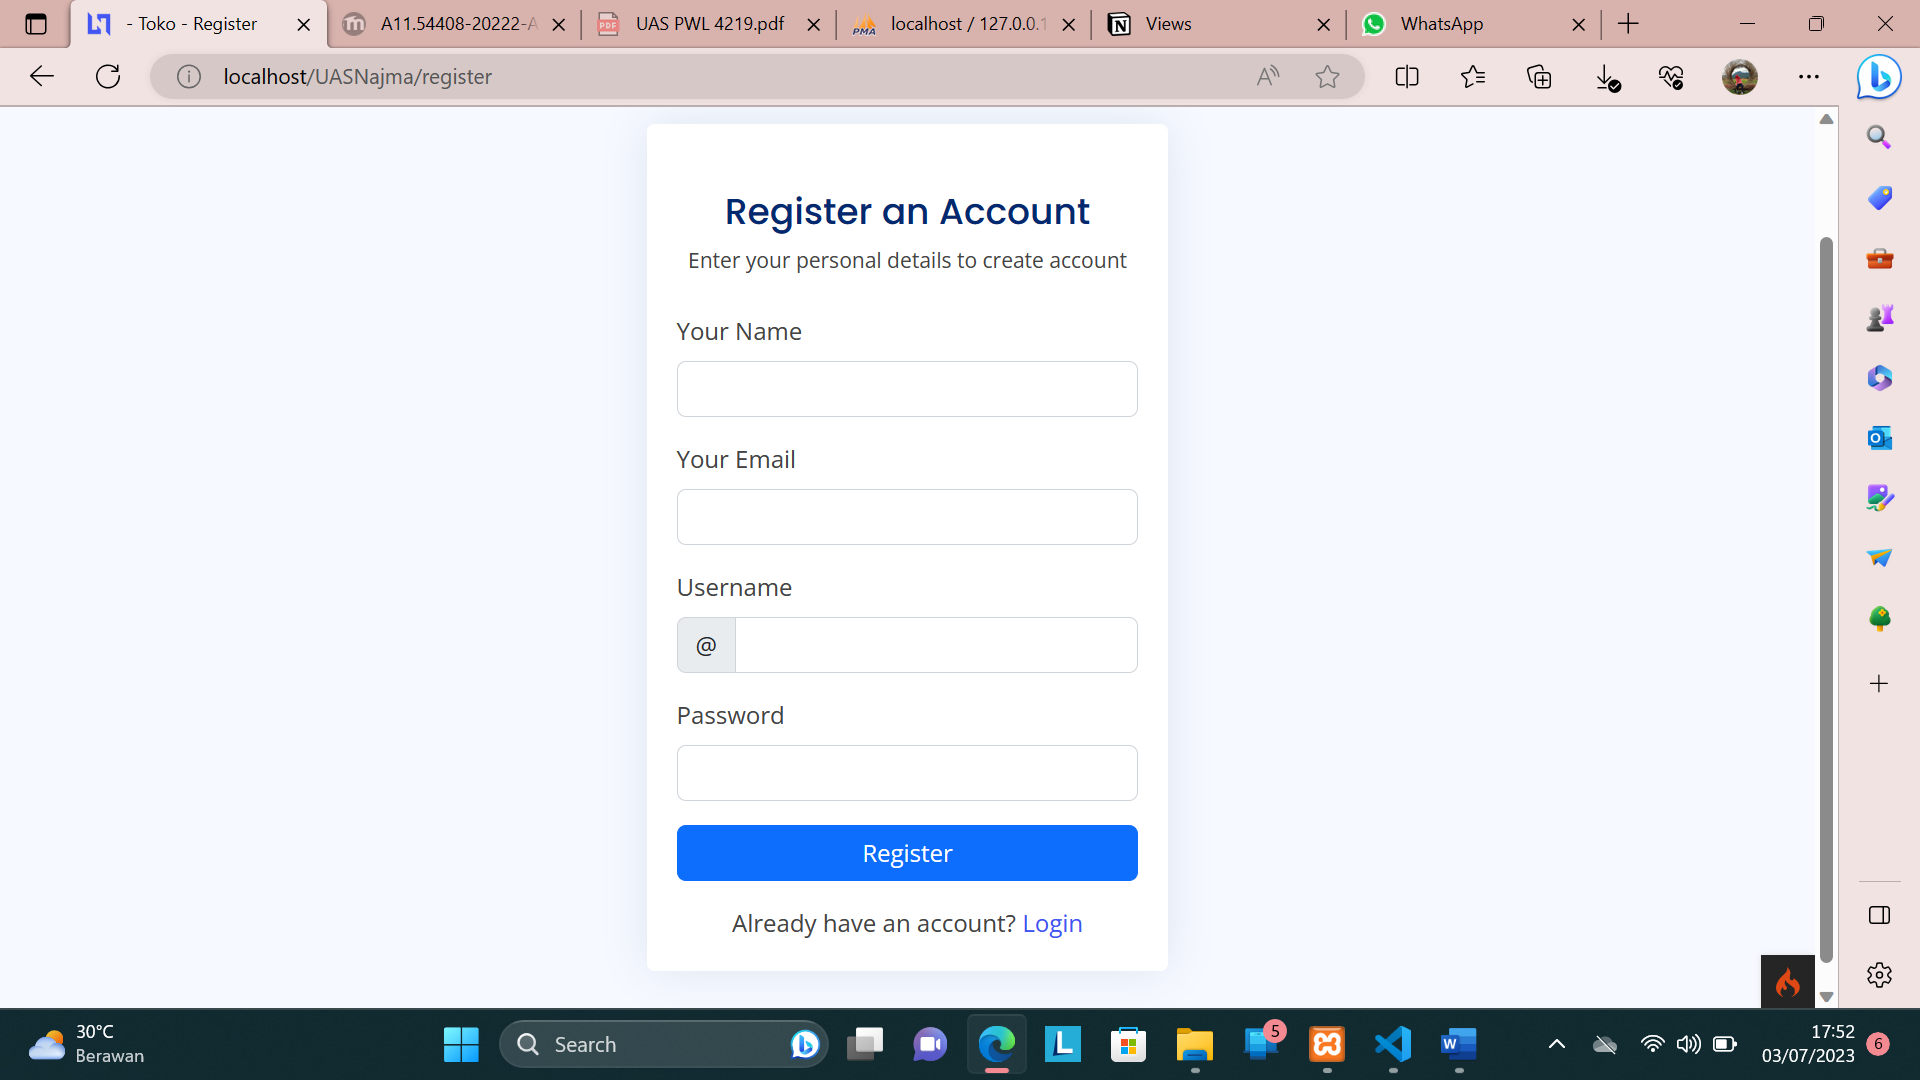 - Toko - Register
A11.54408-20222-A
UAS PWL 4219.pdf
localhost / 127.0.0.1
Views
WhatsApp
localhost/UASNajma/register
Register an Account
Enter your personal details to create account
Your Name
Your Email
Username
@
Password
Register
Already have an account? Login
30°C
Berawan
Search
5
17:52
03/07/2023
6